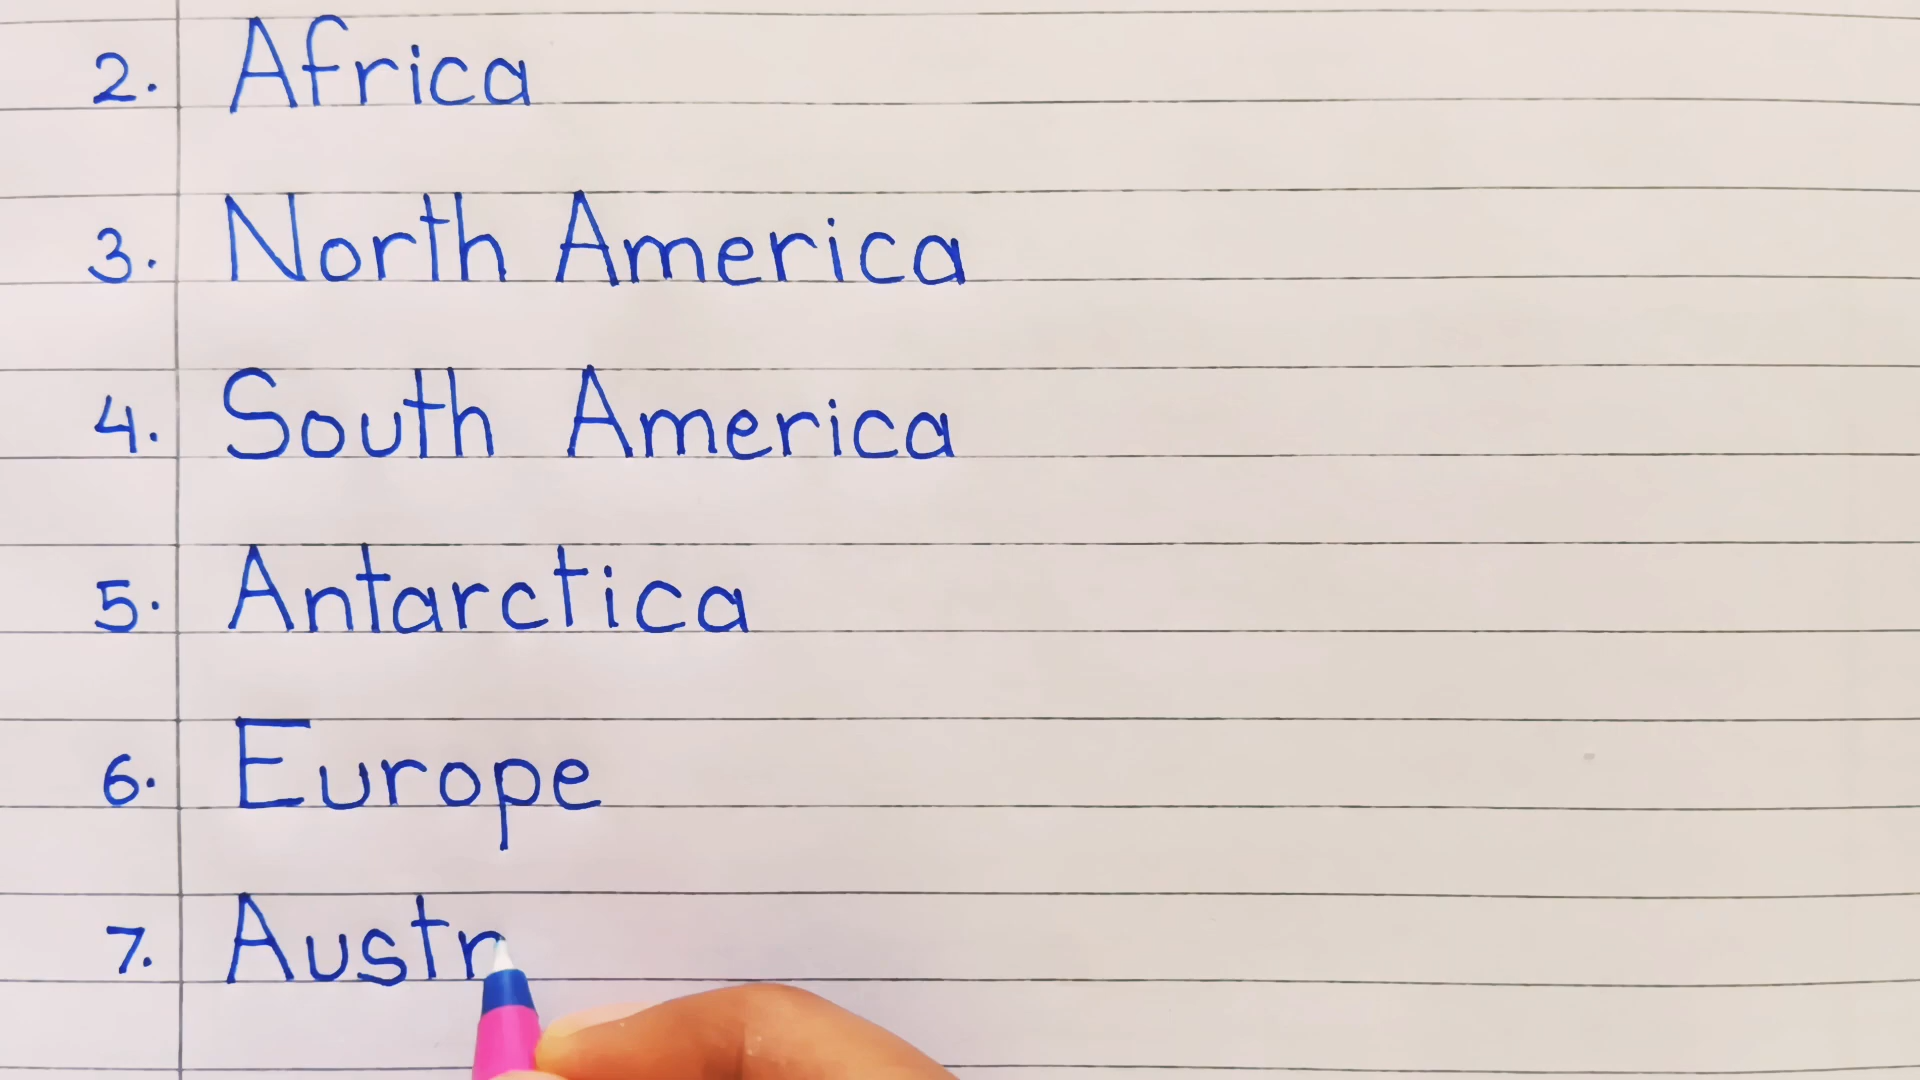 2. Africa
3. North America
4. South America
5. Antarctica
6. Europe
7. Austr